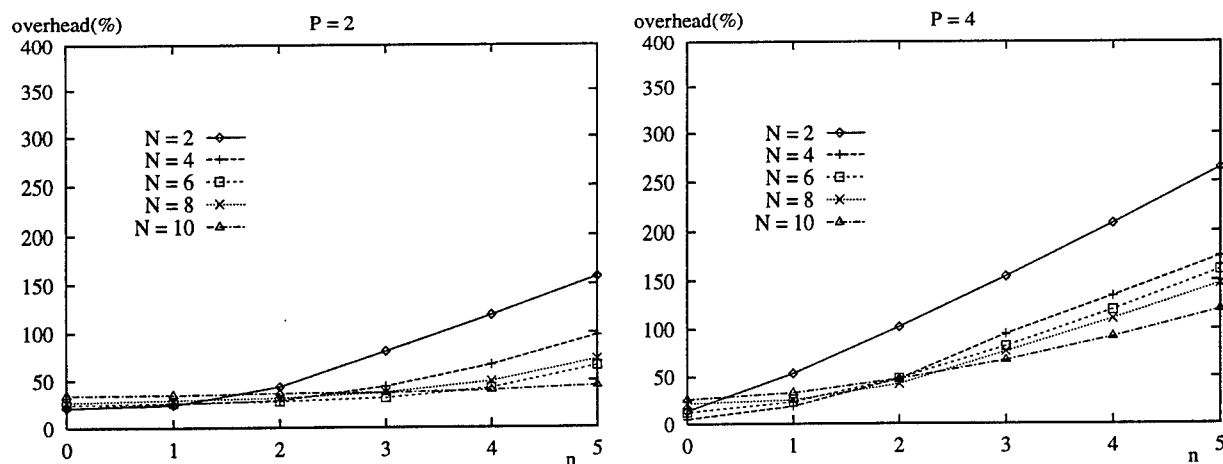 overhead(%)
P = 2
400
350
300
250
200
150
100
50
0
N = 2
N = 4
N = 6
N = 8
N = 10
0
1
2
3
4
5
n
overhead(%)
P = 4
400
350
300
250
200
150
100
50
0
N = 2
N = 4
N = 6
N = 8
N = 10
0
1
2
3
4
5
n